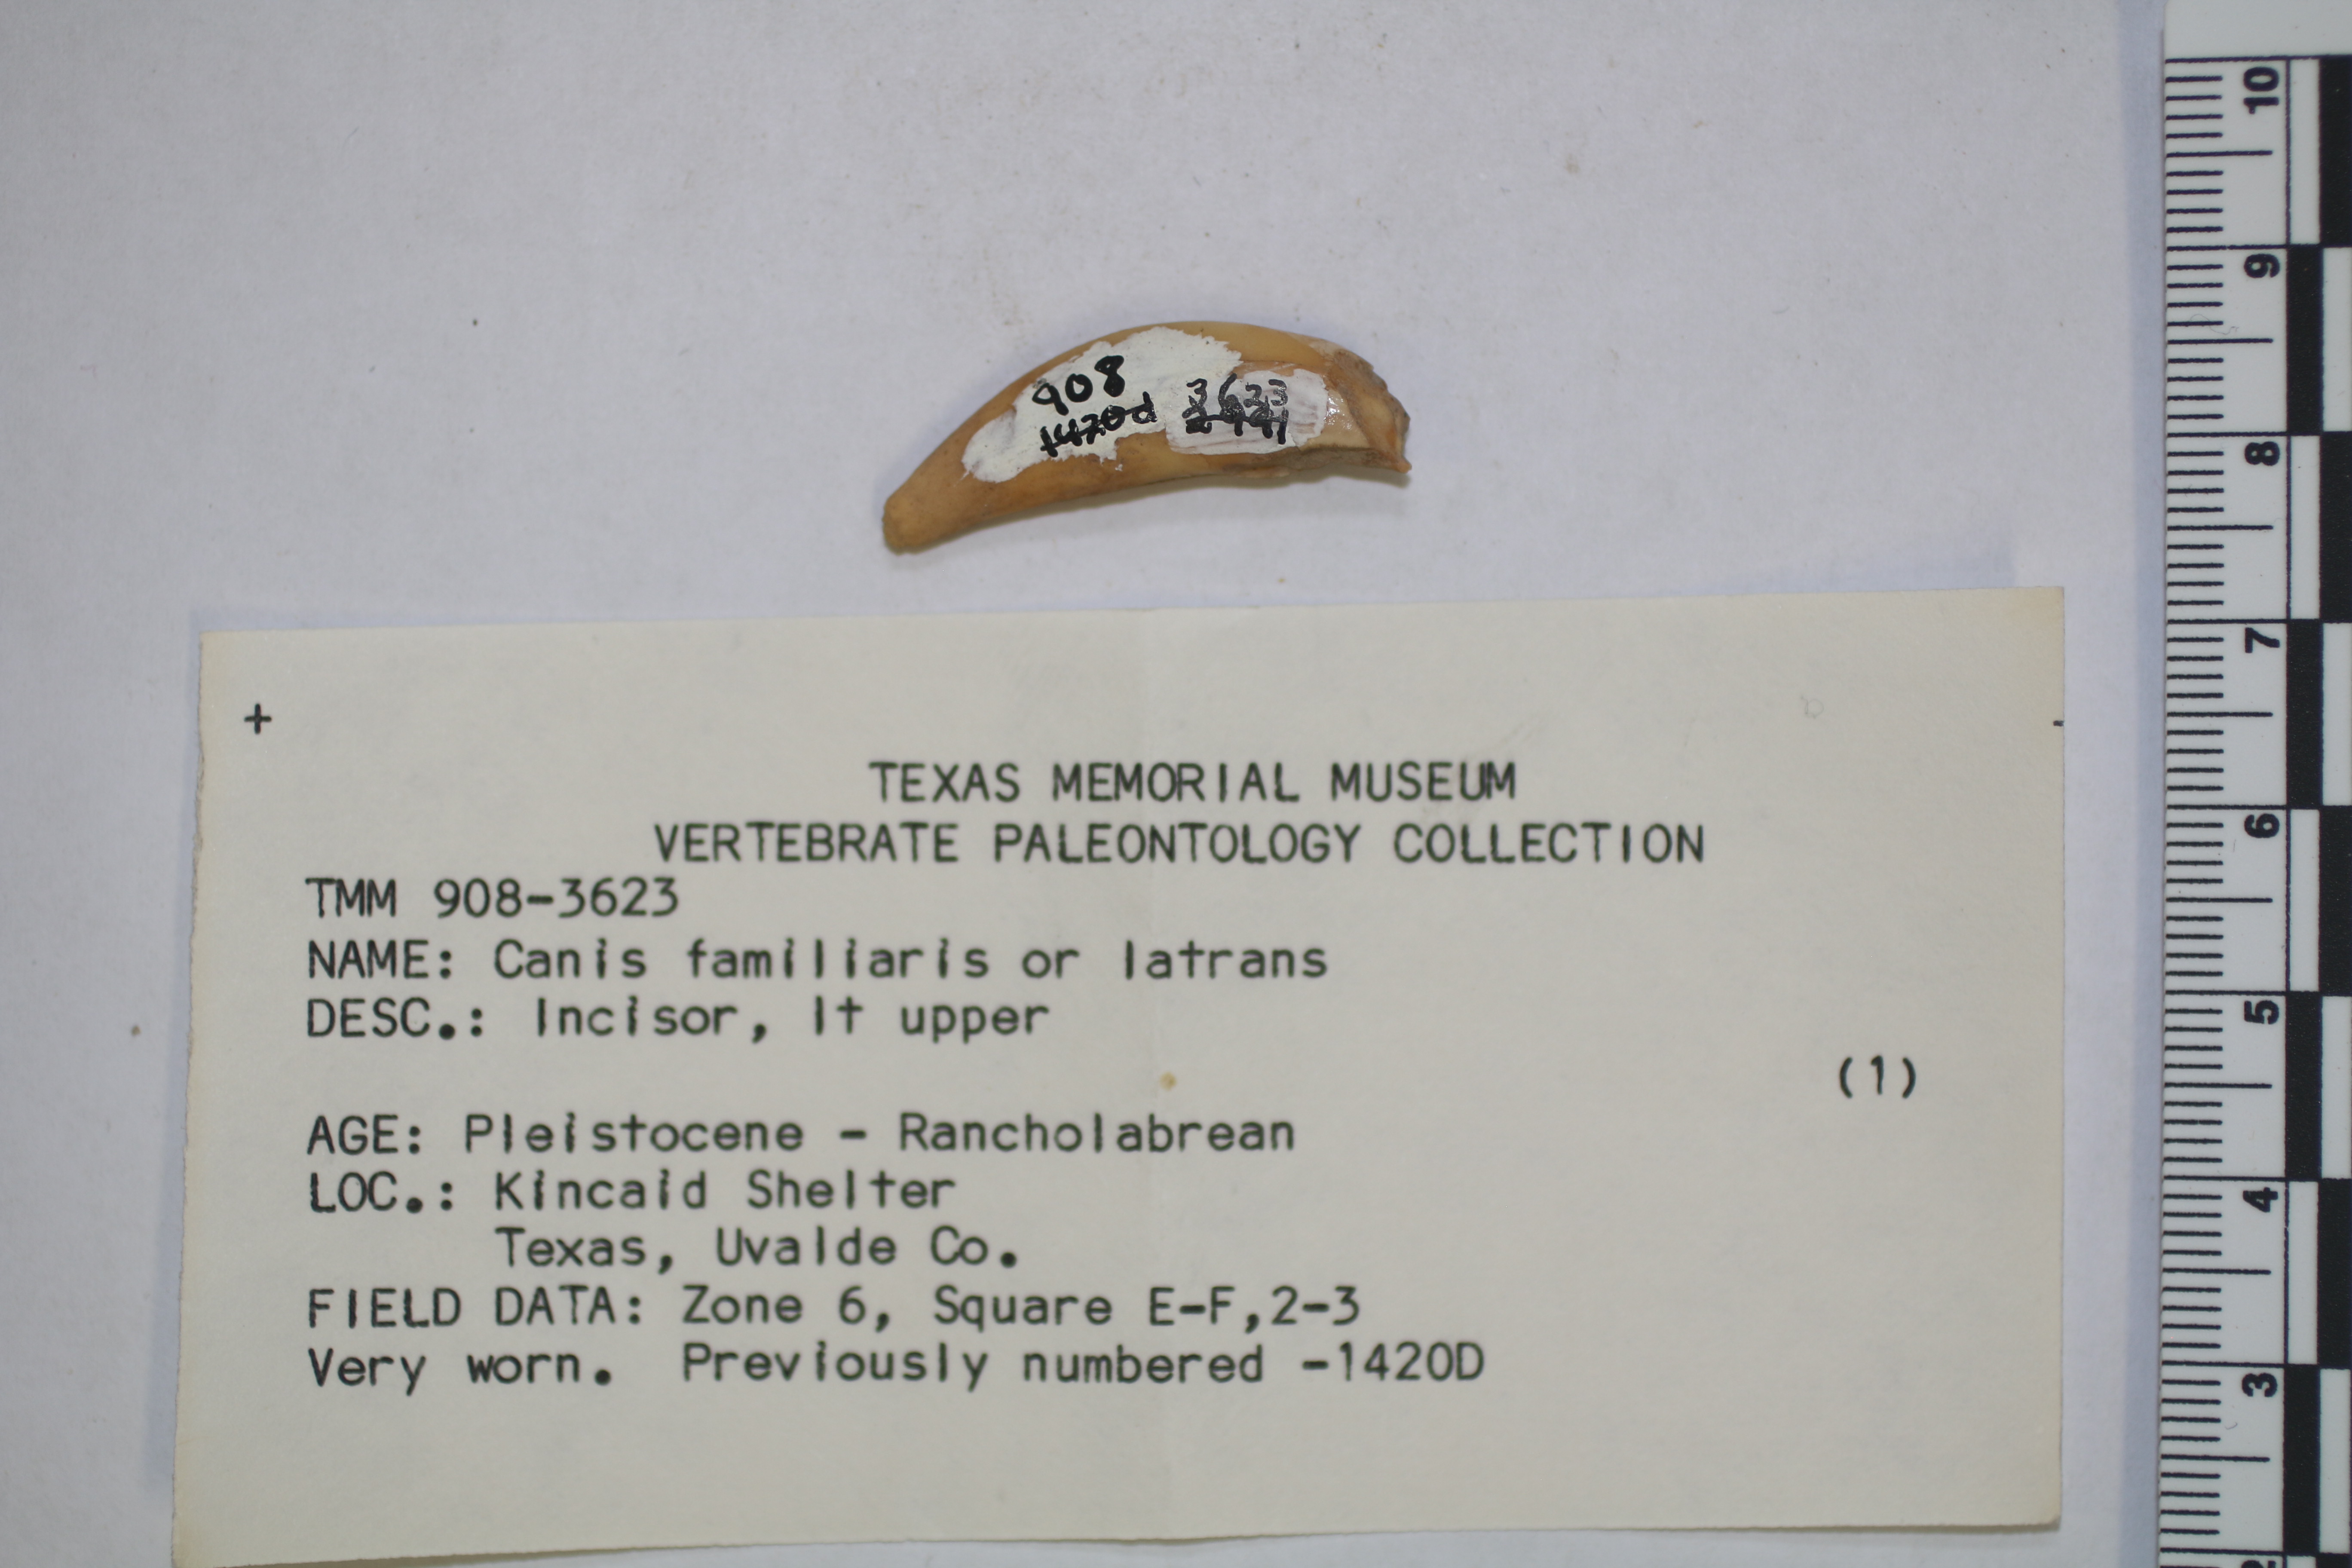 908
1420d
3623
TEXAS MEMORIAL MUSEUM
VERTEBRATE PALEONTOLOGY COLLECTION
TMM 908-3623
NAME: Canis familiaris or latrans
DESC.: Incisor, lt upper
(1)
AGE: Pleistocene - Rancholabrean
LOC.: Kincaid Shelter
Texas, Uvalde Co.
FIELD DATA: Zone 6, Square E-F,2-3
Very worn. Previously numbered -1420D
10
9
8
7
6
5
4
3